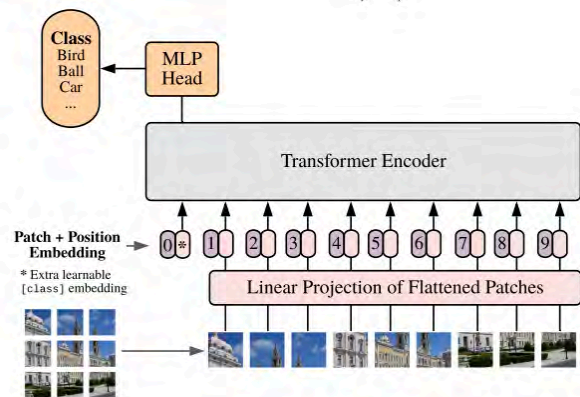 Class
Bird
Ball
Car
...
MLP
Head
Transformer Encoder
Patch + Position
Embedding
0 * 1 2 3 4 5 6 7 8 9
* Extra learnable
[class] embedding
Linear Projection of Flattened Patches